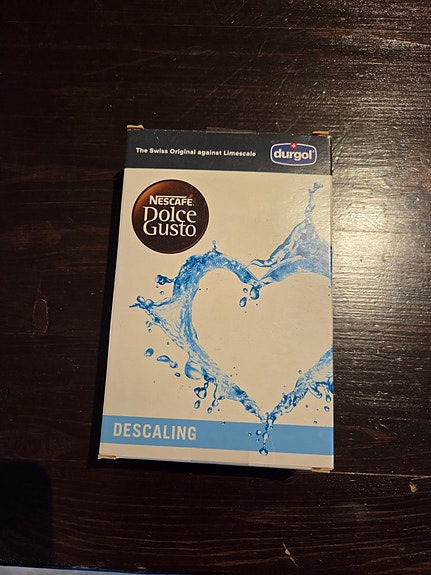 The Swiss Original against Limescale
durgol
NESCAFÉ
Dolce
Gusto
DESCALING